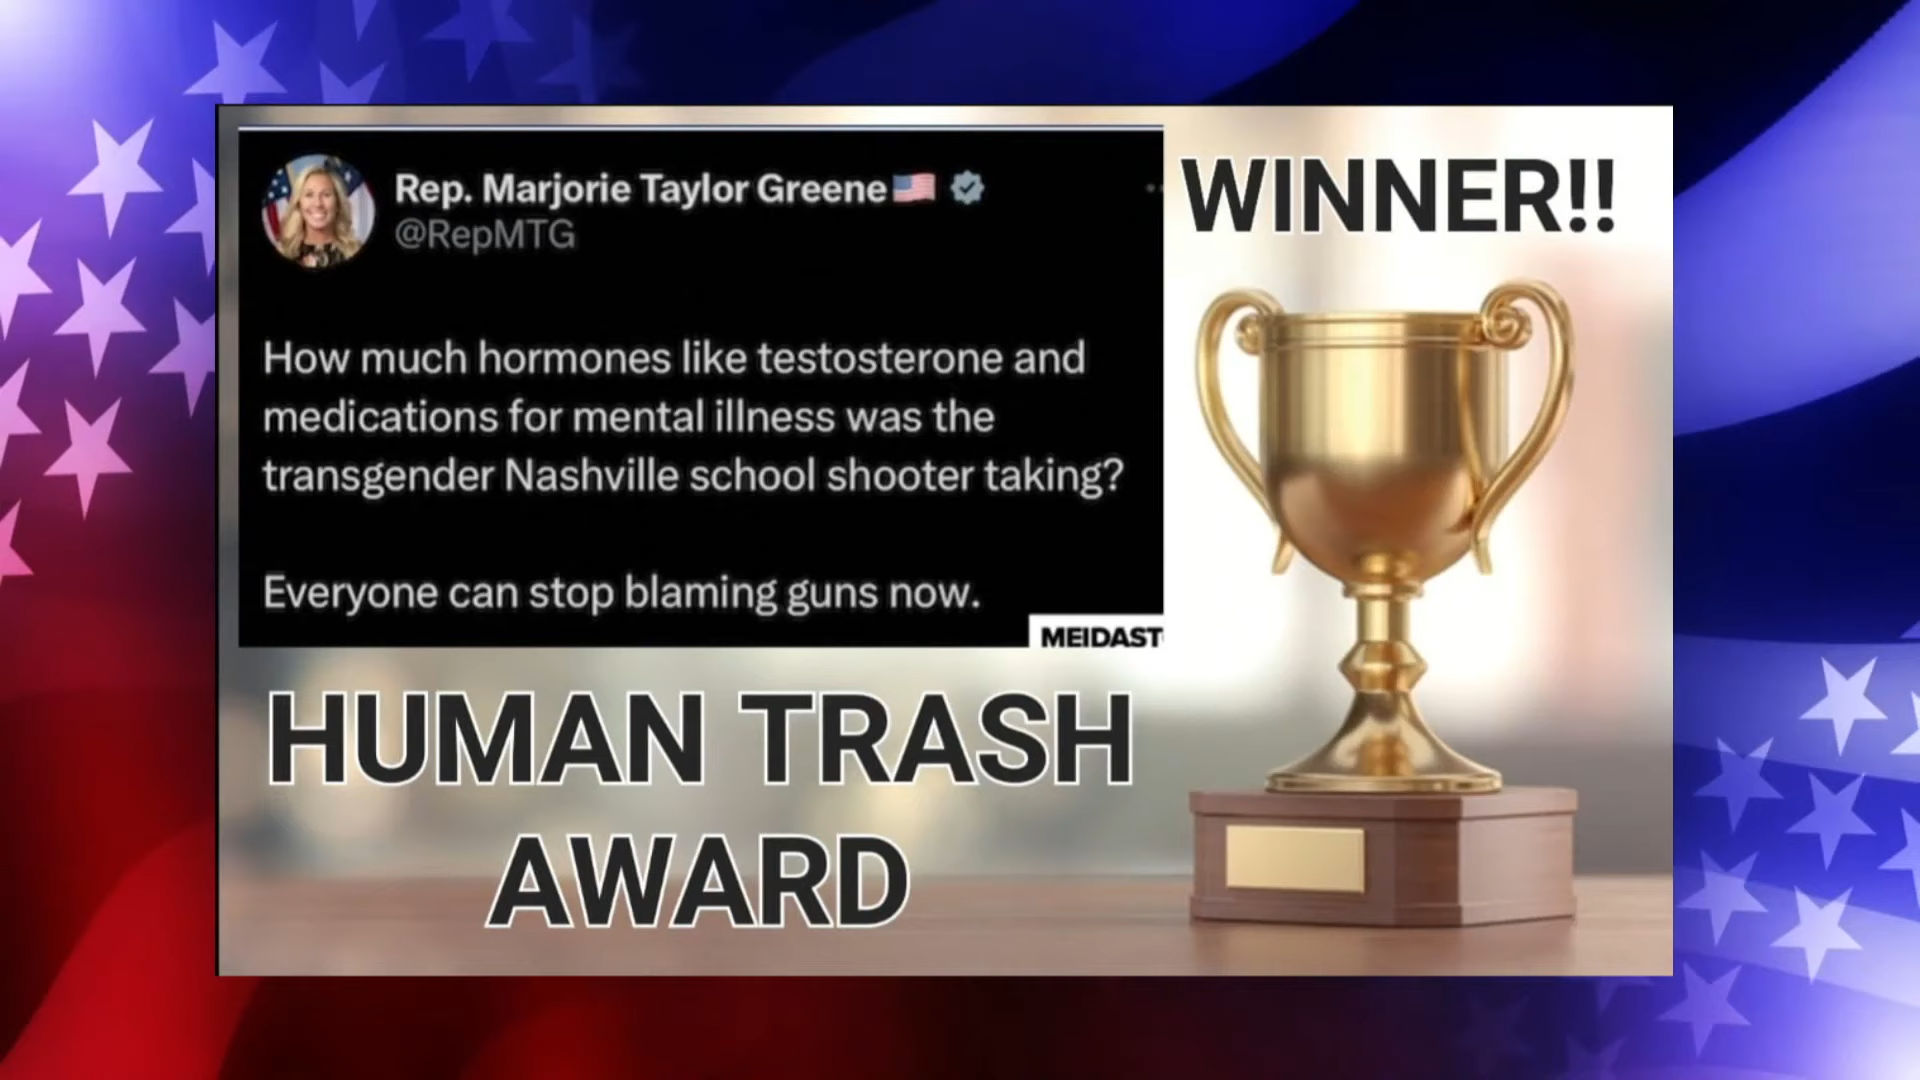 Rep. Marjorie Taylor Greene🇺🇸
@RepMTG
WINNER!!
How much hormones like testosterone and
medications for mental illness was the
transgender Nashville school shooter taking?
Everyone can stop blaming guns now.
MEIDAST
HUMAN TRASH
AWARD